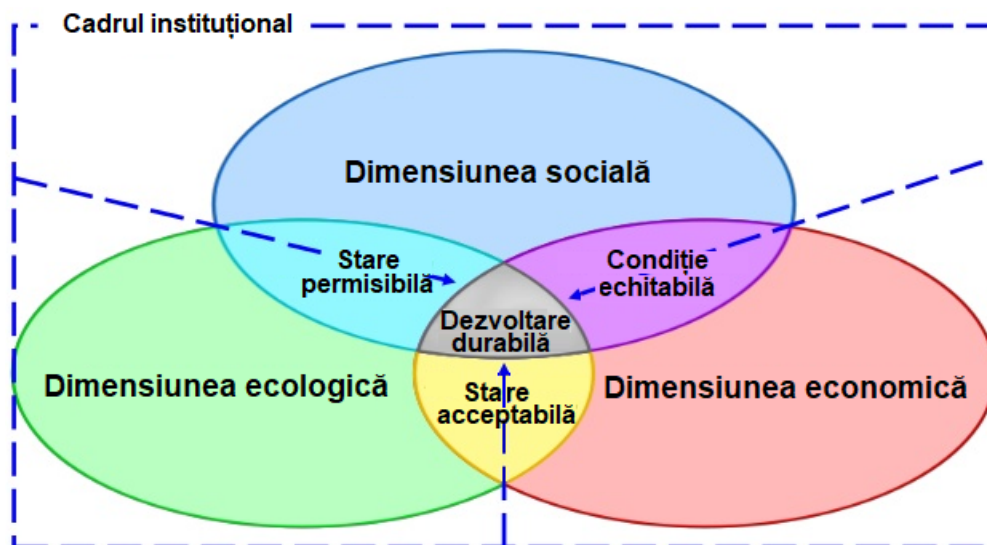 Cadrul instituțional
Dimensiunea socială
Stare
permisibilă
Condiție
echitabilă
Dezvoltare
durabilă
Dimensiunea ecologică
Stare
acceptabilă
Dimensiunea economică